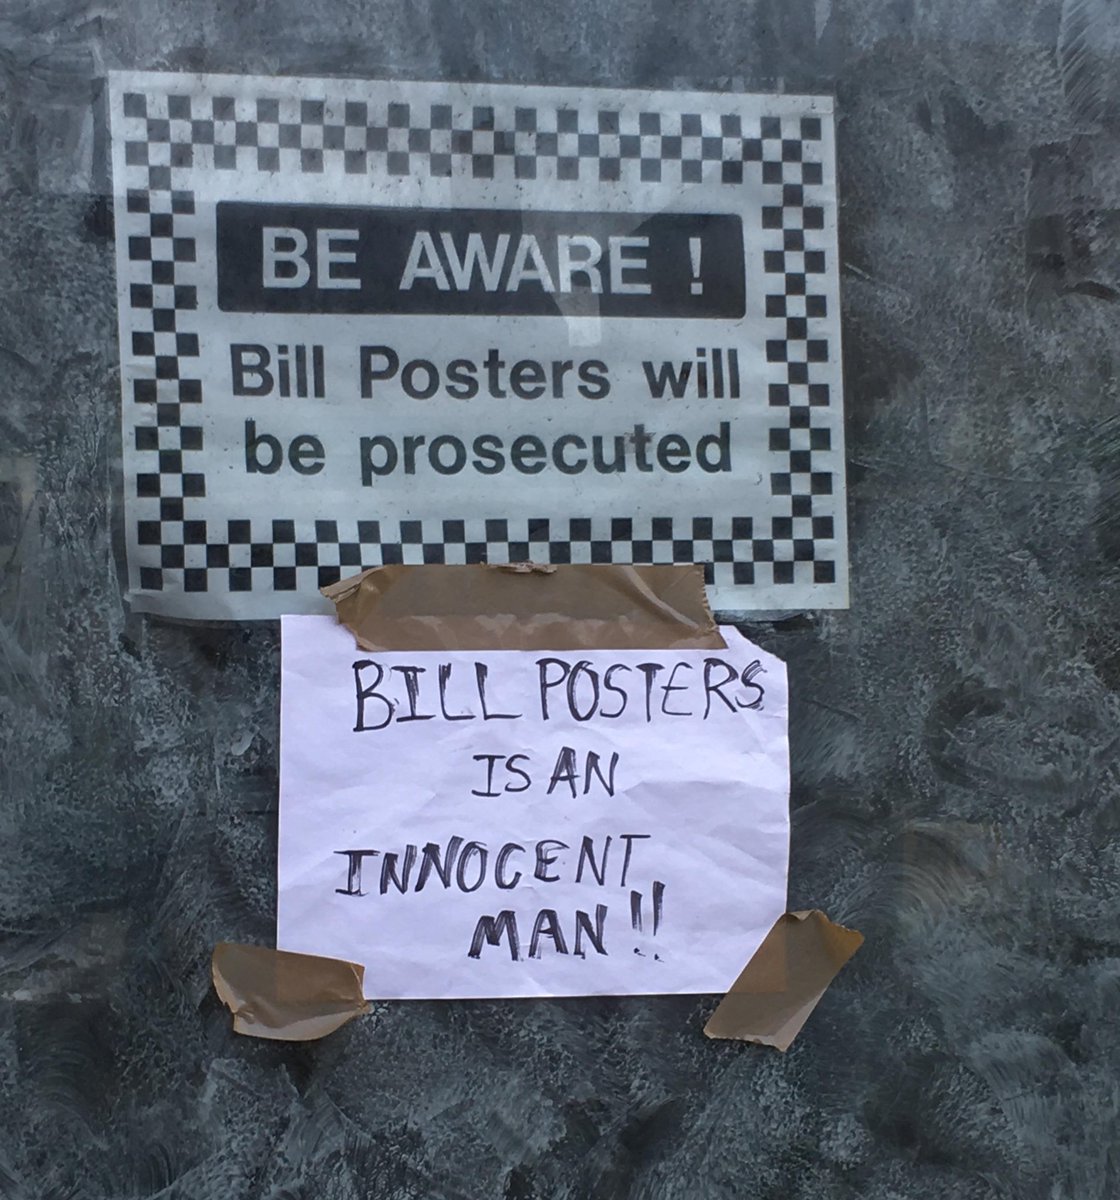 BE AWARE !
Bill Posters will
be prosecuted
BILL POSTERS
IS AN
INNOCENT
MAN!!